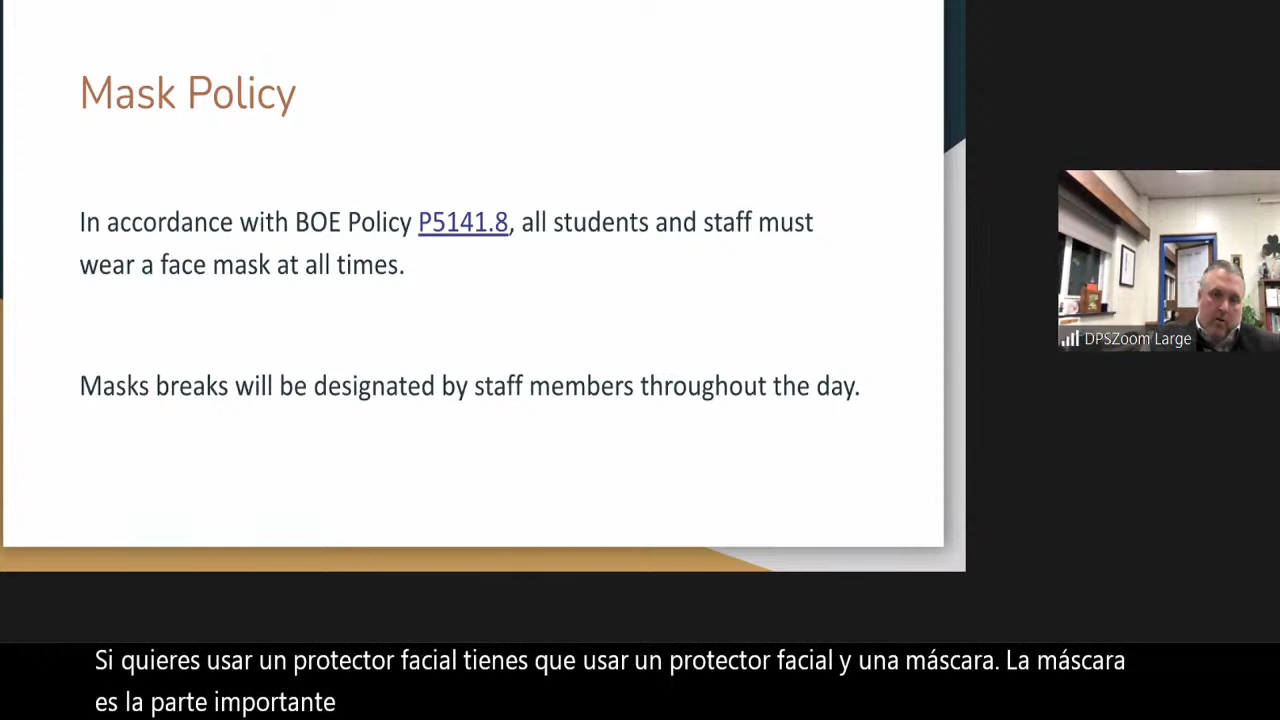 Mask Policy
In accordance with BOE Policy P5141.8, all students and staff must
wear a face mask at all times.
Masks breaks will be designated by staff members throughout the day.
DPSZoom Large
Si quieres usar un protector facial tienes que usar un protector facial y una máscara. La máscara
es la parte importante